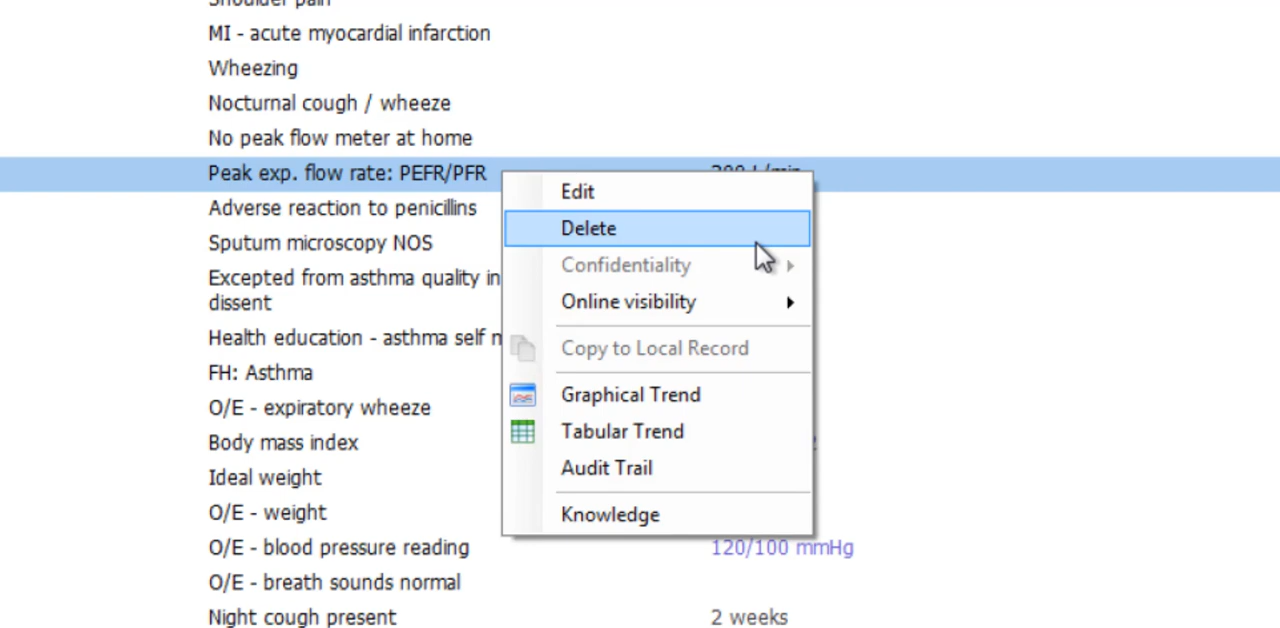 Shoulder pain
MI - acute myocardial infarction
Wheezing
Nocturnal cough / wheeze
No peak flow meter at home
Peak exp. flow rate: PEFR/PFR
Edit
Adverse reaction to penicillins
Delete
Sputum microscopy NOS
Confidentiality
Excepted from asthma quality in
dissent
Online visibility
Health education - asthma self
Copy to Local Record
FH: Asthma
Graphical Trend
O/E - expiratory wheeze
Tabular Trend
Body mass index
Audit Trail
Ideal weight
O/E - weight
Knowledge
O/E - blood pressure reading 120/100 mmHg
O/E - breath sounds normal
Night cough present 2 weeks